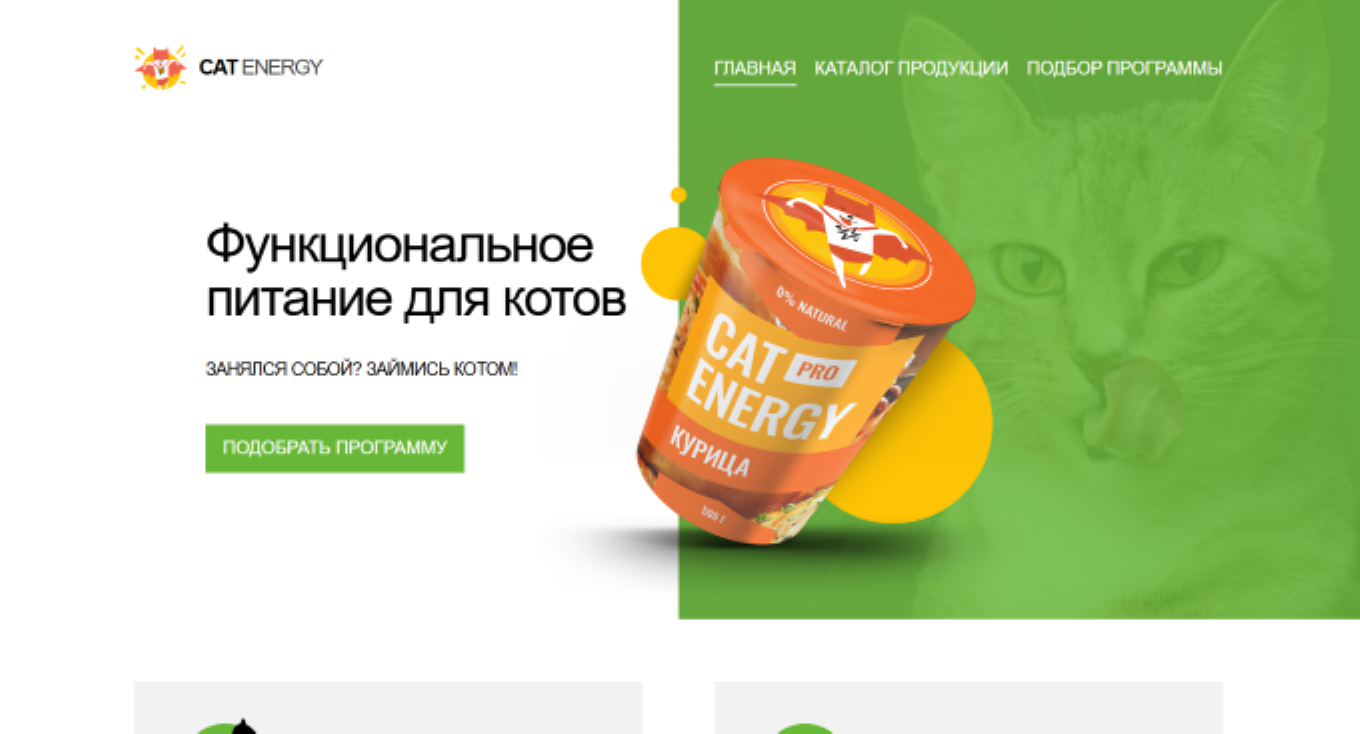 CAT ENERGY
ГЛАВНАЯ КАТАЛОГ ПРОДУКЦИИ ПОДБОР ПРОГРАММЫ
Функциональное
питание для котов
ЗАНЯЛСЯ СОБОЙ? ЗАЙМИСЬ КОТОМ!
ПОДОБРАТЬ ПРОГРАММУ
0% NATURAL
CAT PRO
ENERGY
КУРИЦА